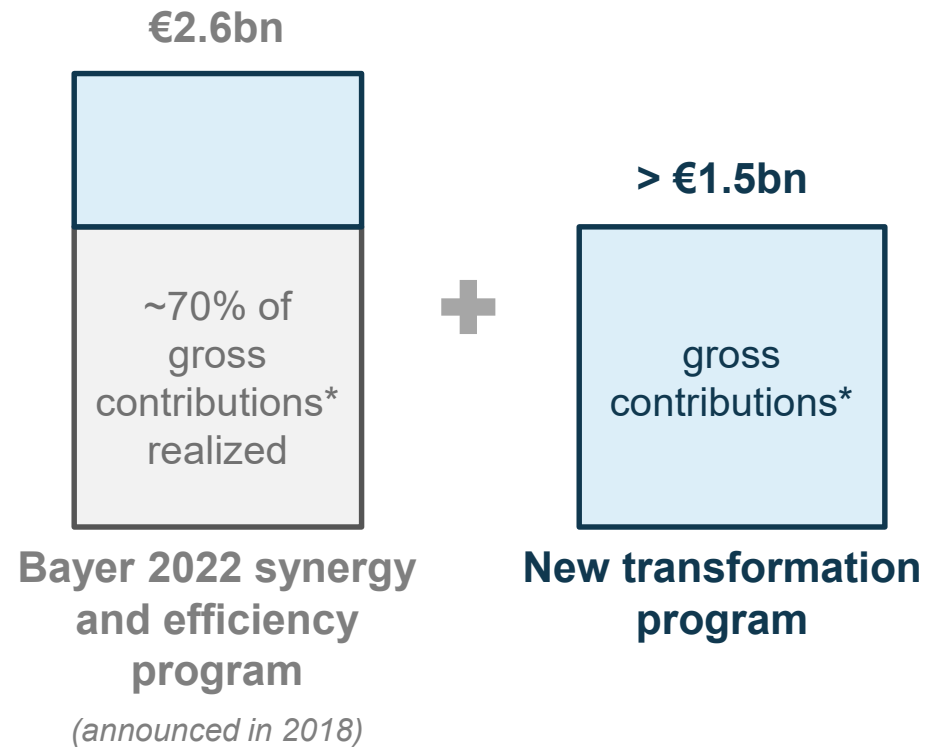 €2.6bn
~70% of
gross
contributions*
realized
Bayer 2022 synergy
and efficiency
program
(announced in 2018)
> €1.5bn
gross
contributions*
New transformation
program